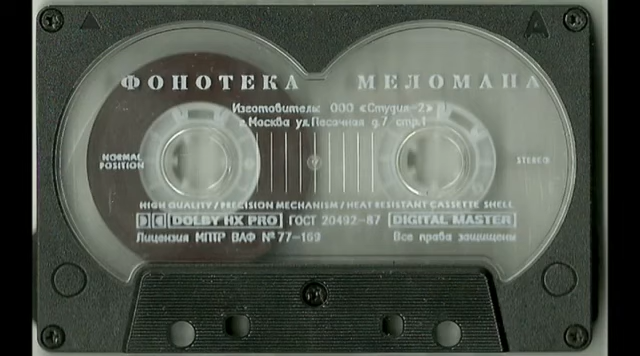 A
ФОНОТЕКА МЕЛОМАНА
Изготовитель: ООО «Студия-2»
г.Москва ул.Песочная д.7 стр.1
NORMAL POSITION
STEREO
HIGH QUALITY / PRECISION MECHANISM / HEAT RESISTANT CASSETTE SHELL
DOLBY HX PRO ГОСТ 20492-87 DIGITAL MASTER
Лицензия МПТР ВАФ № 77-169 Все права защищены